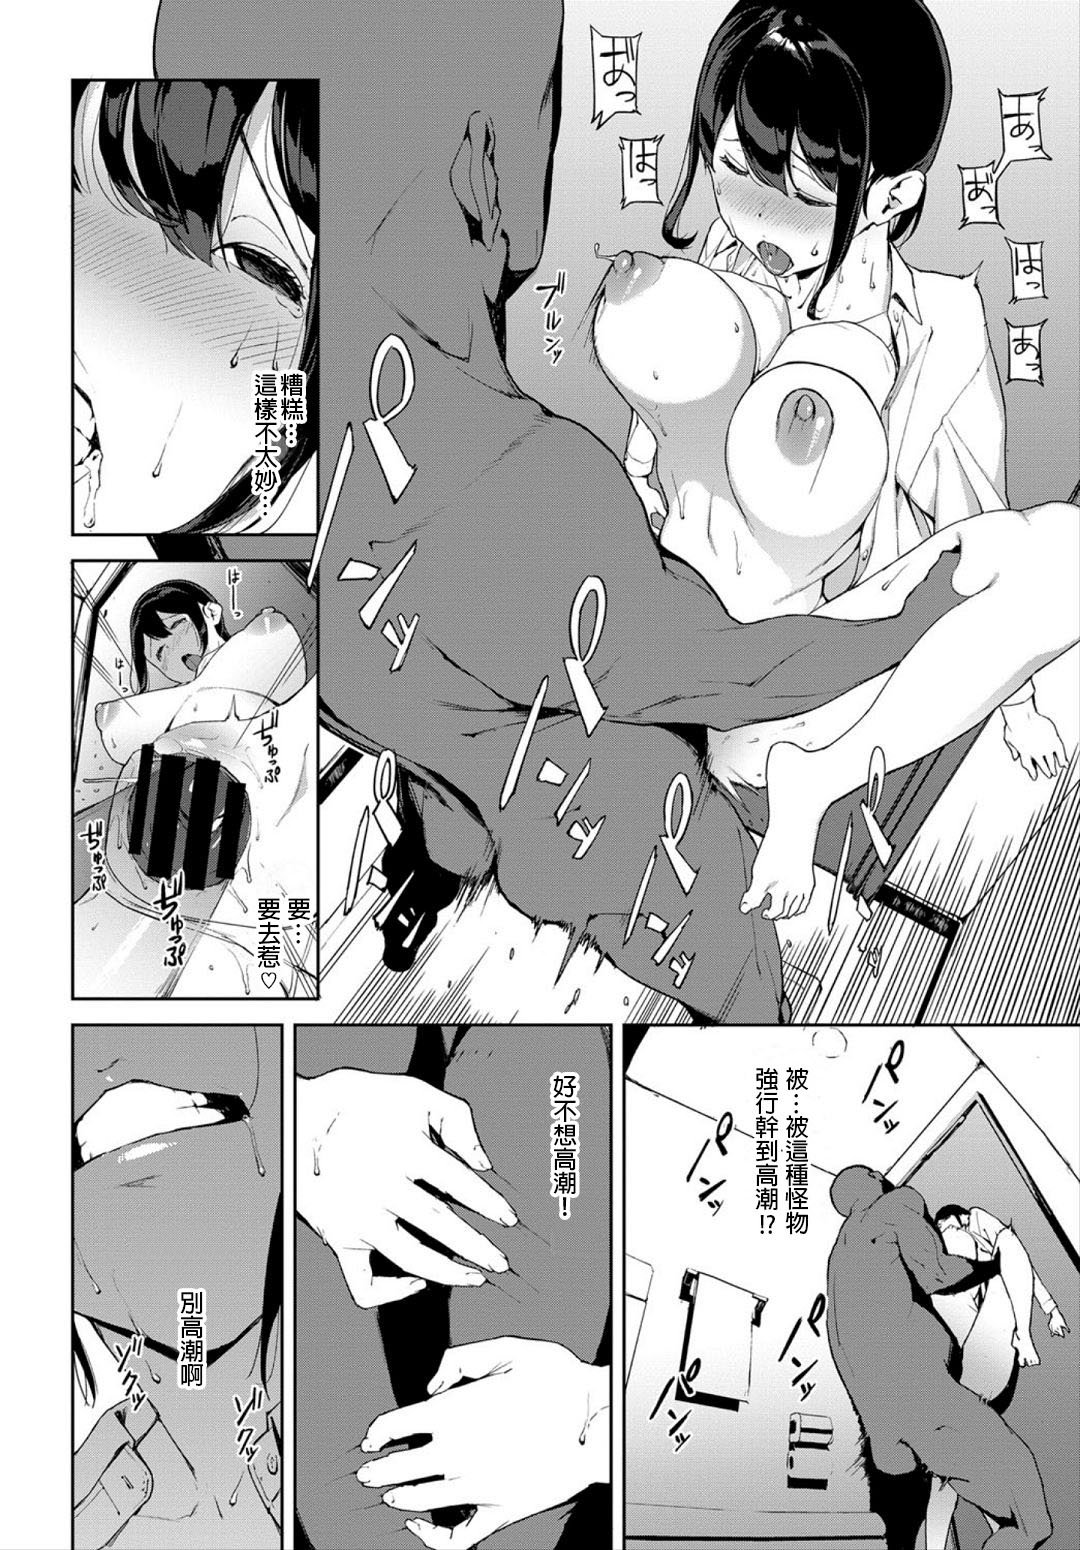 おっ
はっ
あっ
おっ
はっ
あっ
ブルンッ
糟糕…
這樣不太妙…
はーっ
はーっ
ぢゅっぷ
ぢゅっぷ
ぢゅっぷ
要…
要去惹♡
パンッ
パンッ
パンッ
パンッ
被…被這種怪物
強行幹到高潮!?
パンッ
パンッ
パンッ
好不想高潮！
別高潮啊
ゾクッ
ゾクッ